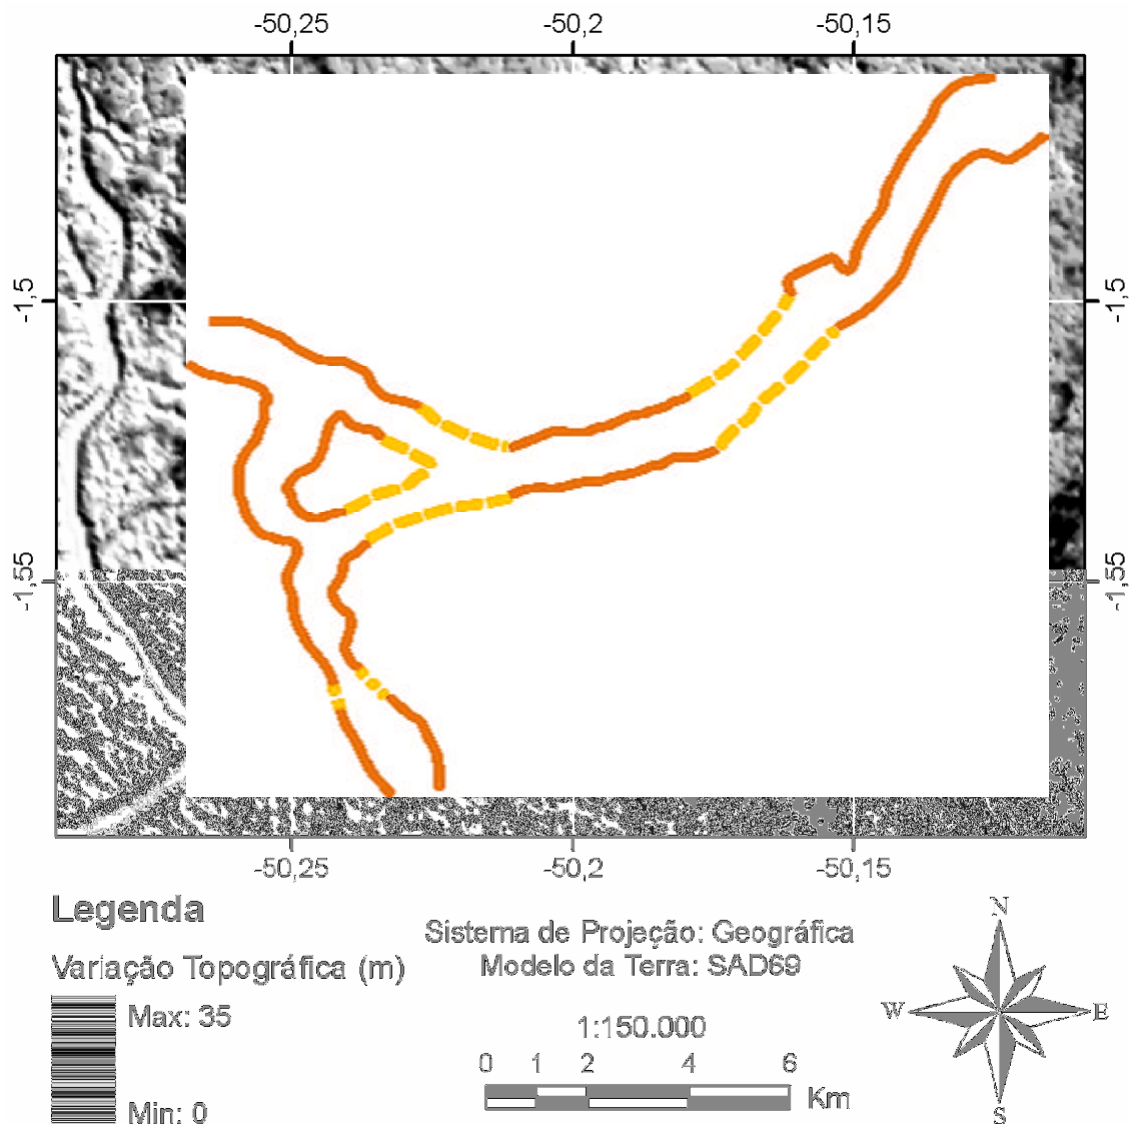 -50,25 -50,2 -50,15
-1,5 -1,5
-1,55 -1,55
-50,25 -50,2 -50,15
Legenda
Variação Topográfica (m)
Max: 35
Min: 0
Sistema de Projeção: Geográfica
Modelo da Terra: SAD69
1:150.000
0 1 2 4 6
Km
N
W E
S